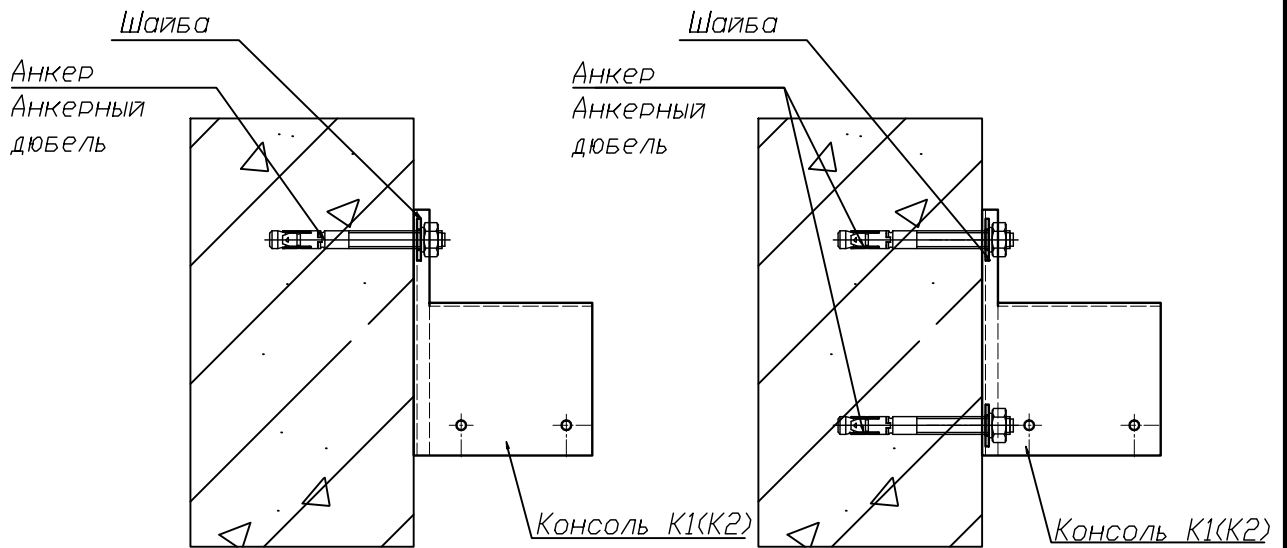 Шайба
Анкер
Анкерный
дюбель
Консоль К1(К2)
Шайба
Анкер
Анкерный
дюбель
Консоль К1(К2)